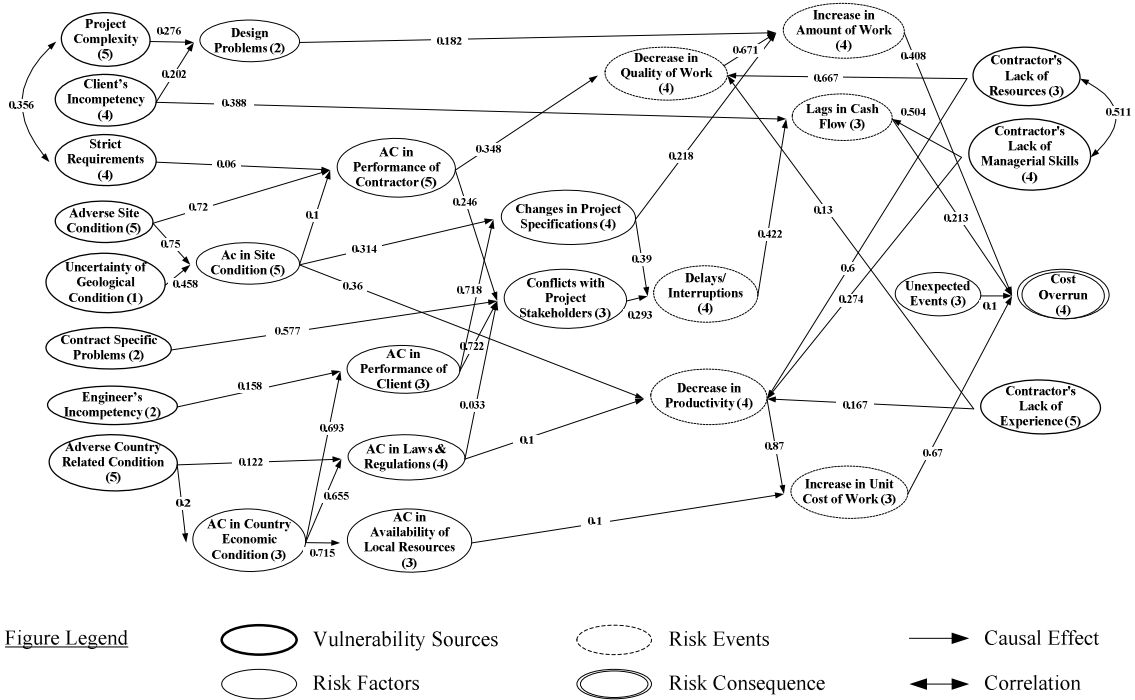 Project
Complexity
(5)
0.276
Design
Problems (2)
0.182
Increase in
Amount of Work
(4)
0.671
0.408
Decrease in
Quality of Work
(4)
Contractor's
Lack of
Resources (3)
0.667
0.202
Client's
Incompetency
(4)
0.388
0.356
Lags in Cash
Flow (3)
0.504
0.511
Contractor's
Lack of
Managerial Skills
(4)
Strict
Requirements
(4)
0.06
AC in
Performance of
Contractor (5)
0.348
0.218
0.246
0.72
Adverse Site
Condition (5)
0.1
Changes in Project
Specifications (4)
0.13
0.213
0.75
Ac in Site
Condition (5)
0.314
0.422
0.39
0.6
Uncertainty of
Geological
Condition (1)
0.458
0.36
0.718
Conflicts with
Project
Stakeholders (3)
0.293
Delays/
Interruptions
(4)
0.274
Unexpected
Events (3)
0.1
Cost
Overrun
(4)
0.577
Contract Specific
Problems (2)
0.722
AC in
Performance of
Client (3)
0.158
Engineer's
Incompetency (2)
0.033
Decrease in
Productivity (4)
0.167
Contractor's
Lack of
Experience (5)
0.693
Adverse Country
Related Condition
(5)
0.122
AC in Laws &
Regulations (4)
0.1
0.87
0.67
0.655
0.2
Increase in Unit
Cost of Work (3)
AC in Country
Economic
Condition (3)
0.715
AC in
Availability of
Local Resources
(3)
0.1
Figure Legend
Vulnerability Sources
Risk Events
Causal Effect
Risk Factors
Risk Consequence
Correlation